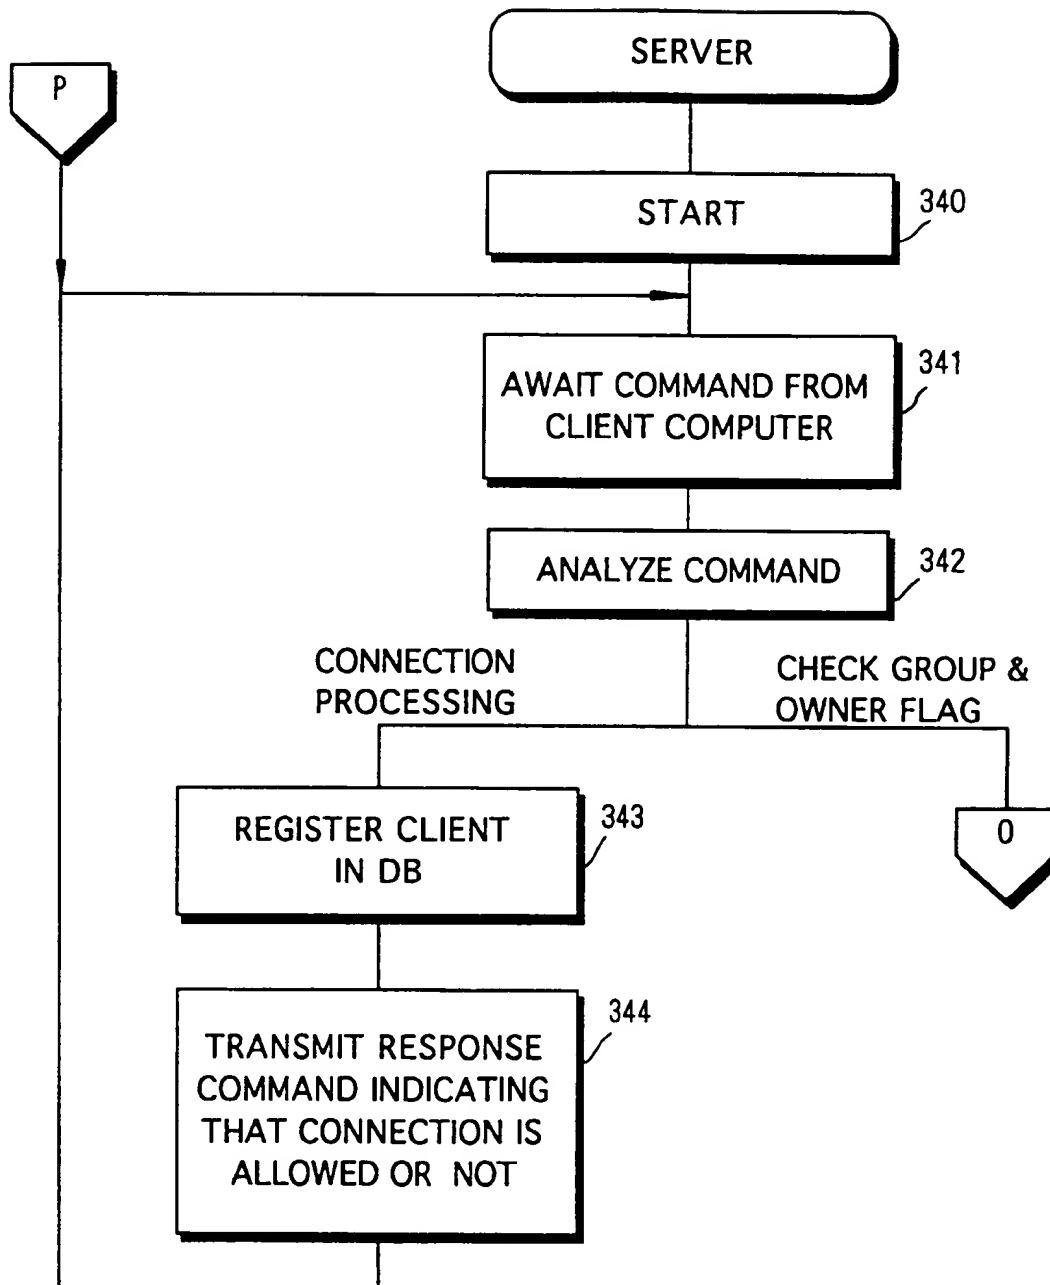 SERVER
P
START
340
AWAIT COMMAND FROM
CLIENT COMPUTER
341
ANALYZE COMMAND
342
CONNECTION
PROCESSING
CHECK GROUP &
OWNER FLAG
REGISTER CLIENT
IN DB
343
O
TRANSMIT RESPONSE
COMMAND INDICATING
THAT CONNECTION IS
ALLOWED OR NOT
344